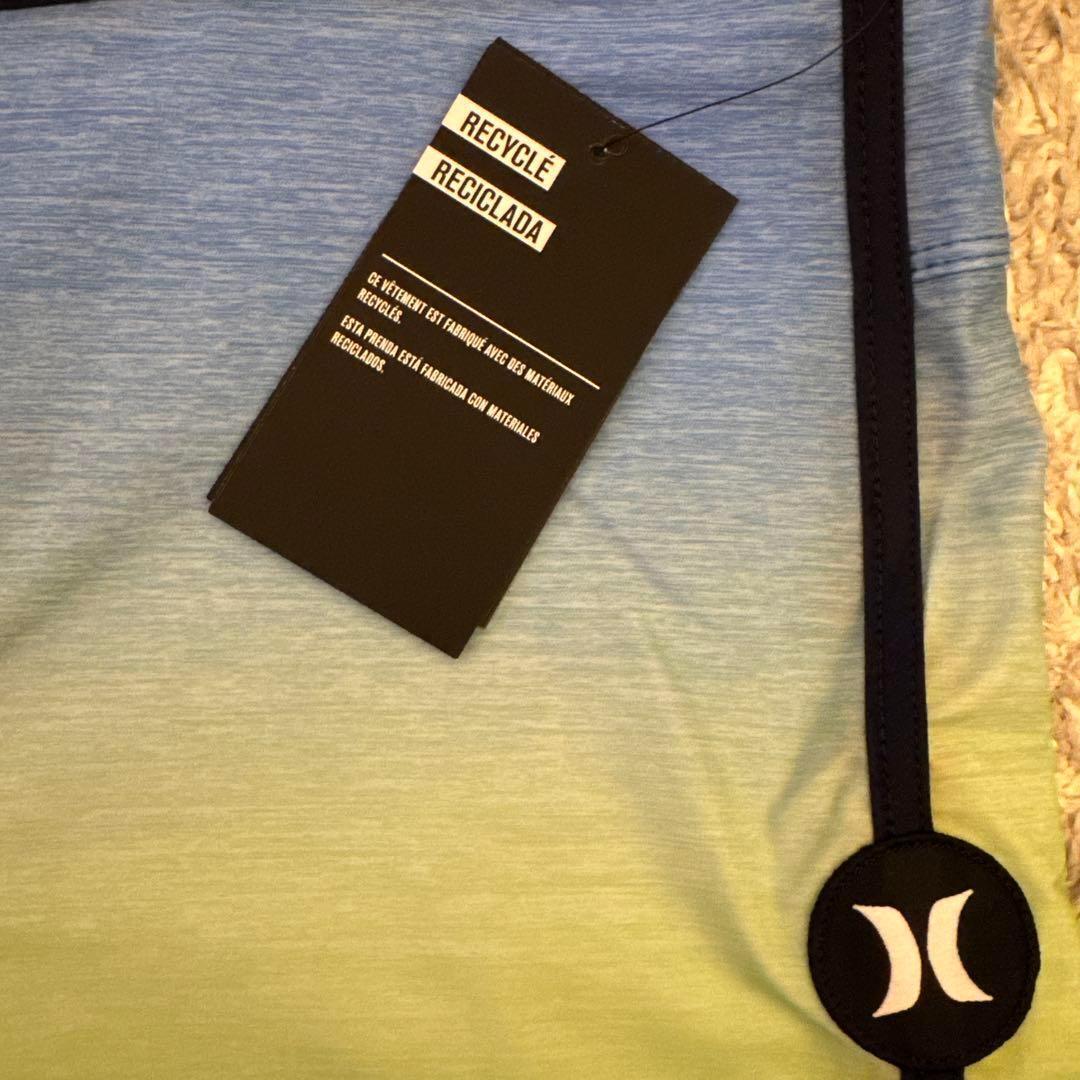 RECYCLÉ
RECICLADA
CE VÊTEMENT EST FABRIQUÉ AVEC DES MATÉRIAUX
RECYCLÉS.
ESTA PRENDA ESTÁ FABRICADA CON MATERIALES
RECICLADOS.